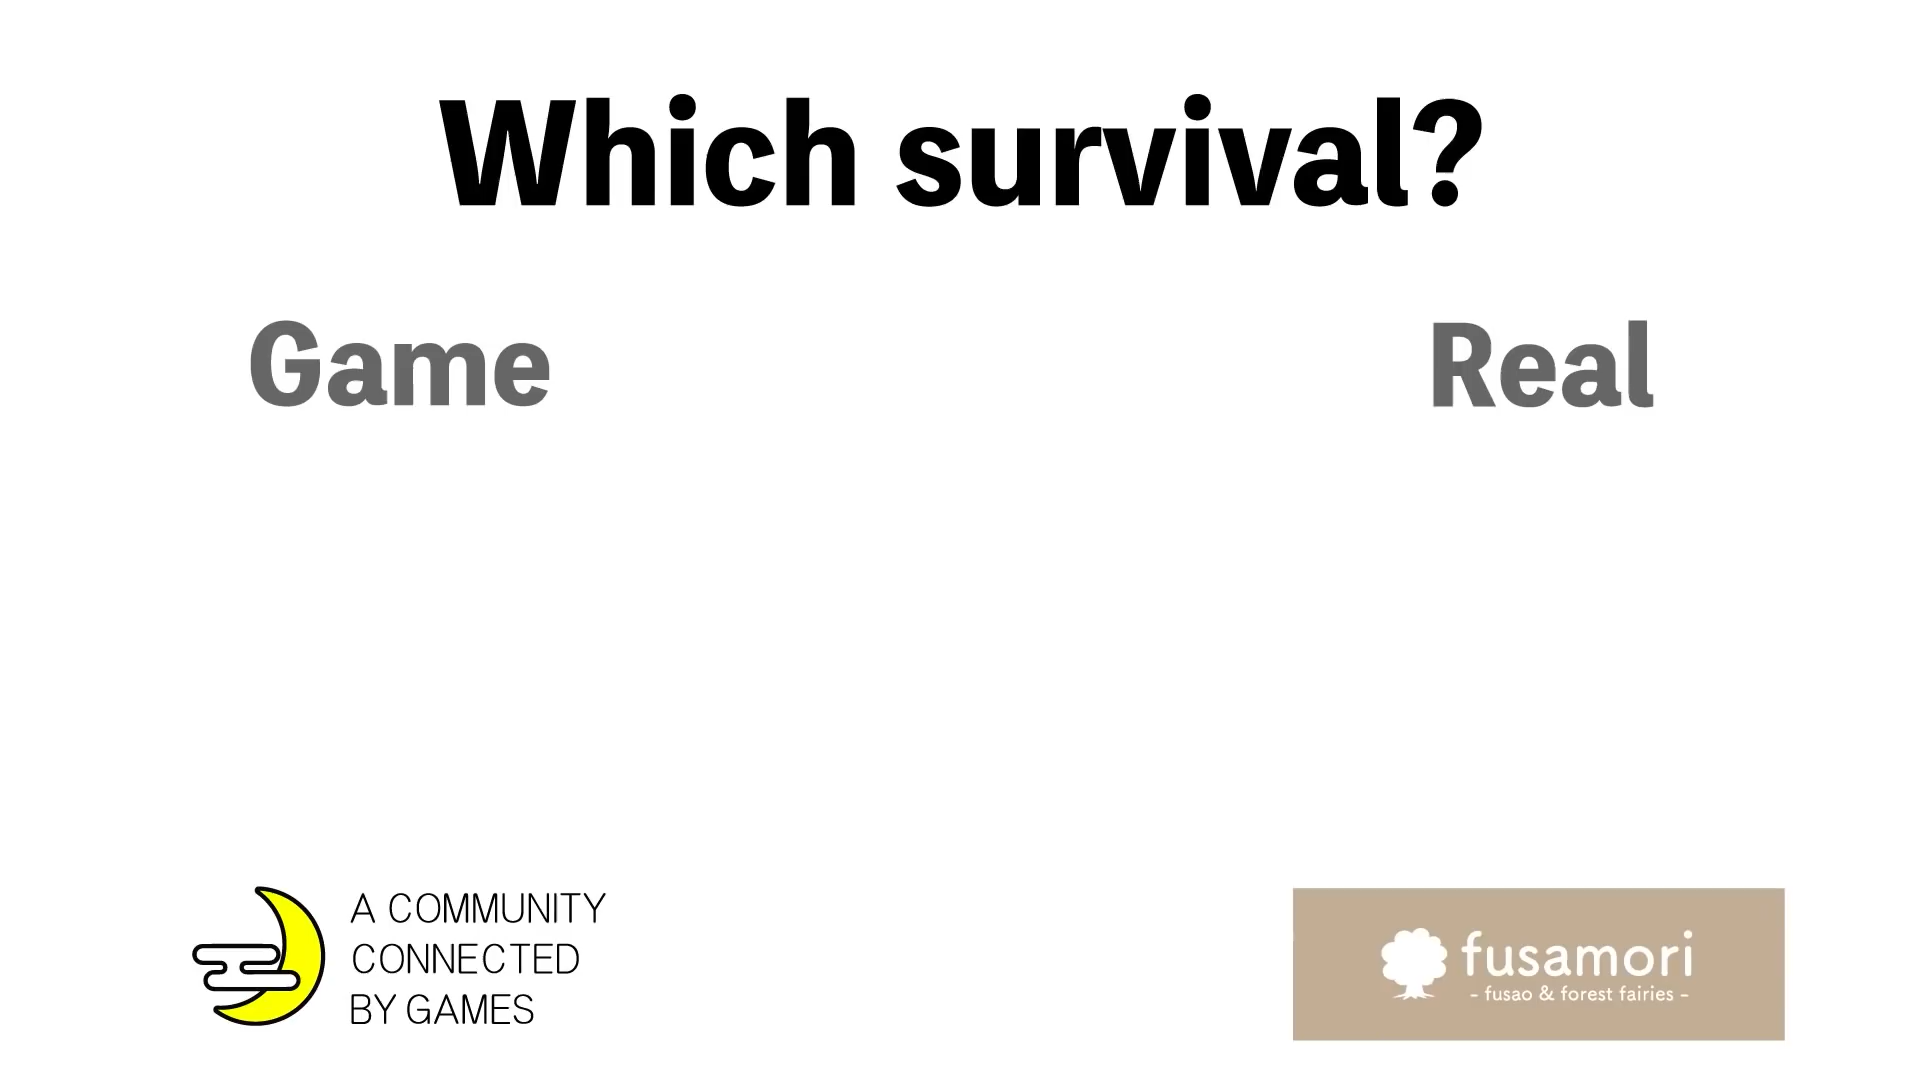 Which survival?
Game
Real
A COMMUNITY
CONNECTED
BY GAMES
fusamori
- fusao & forest fairies -